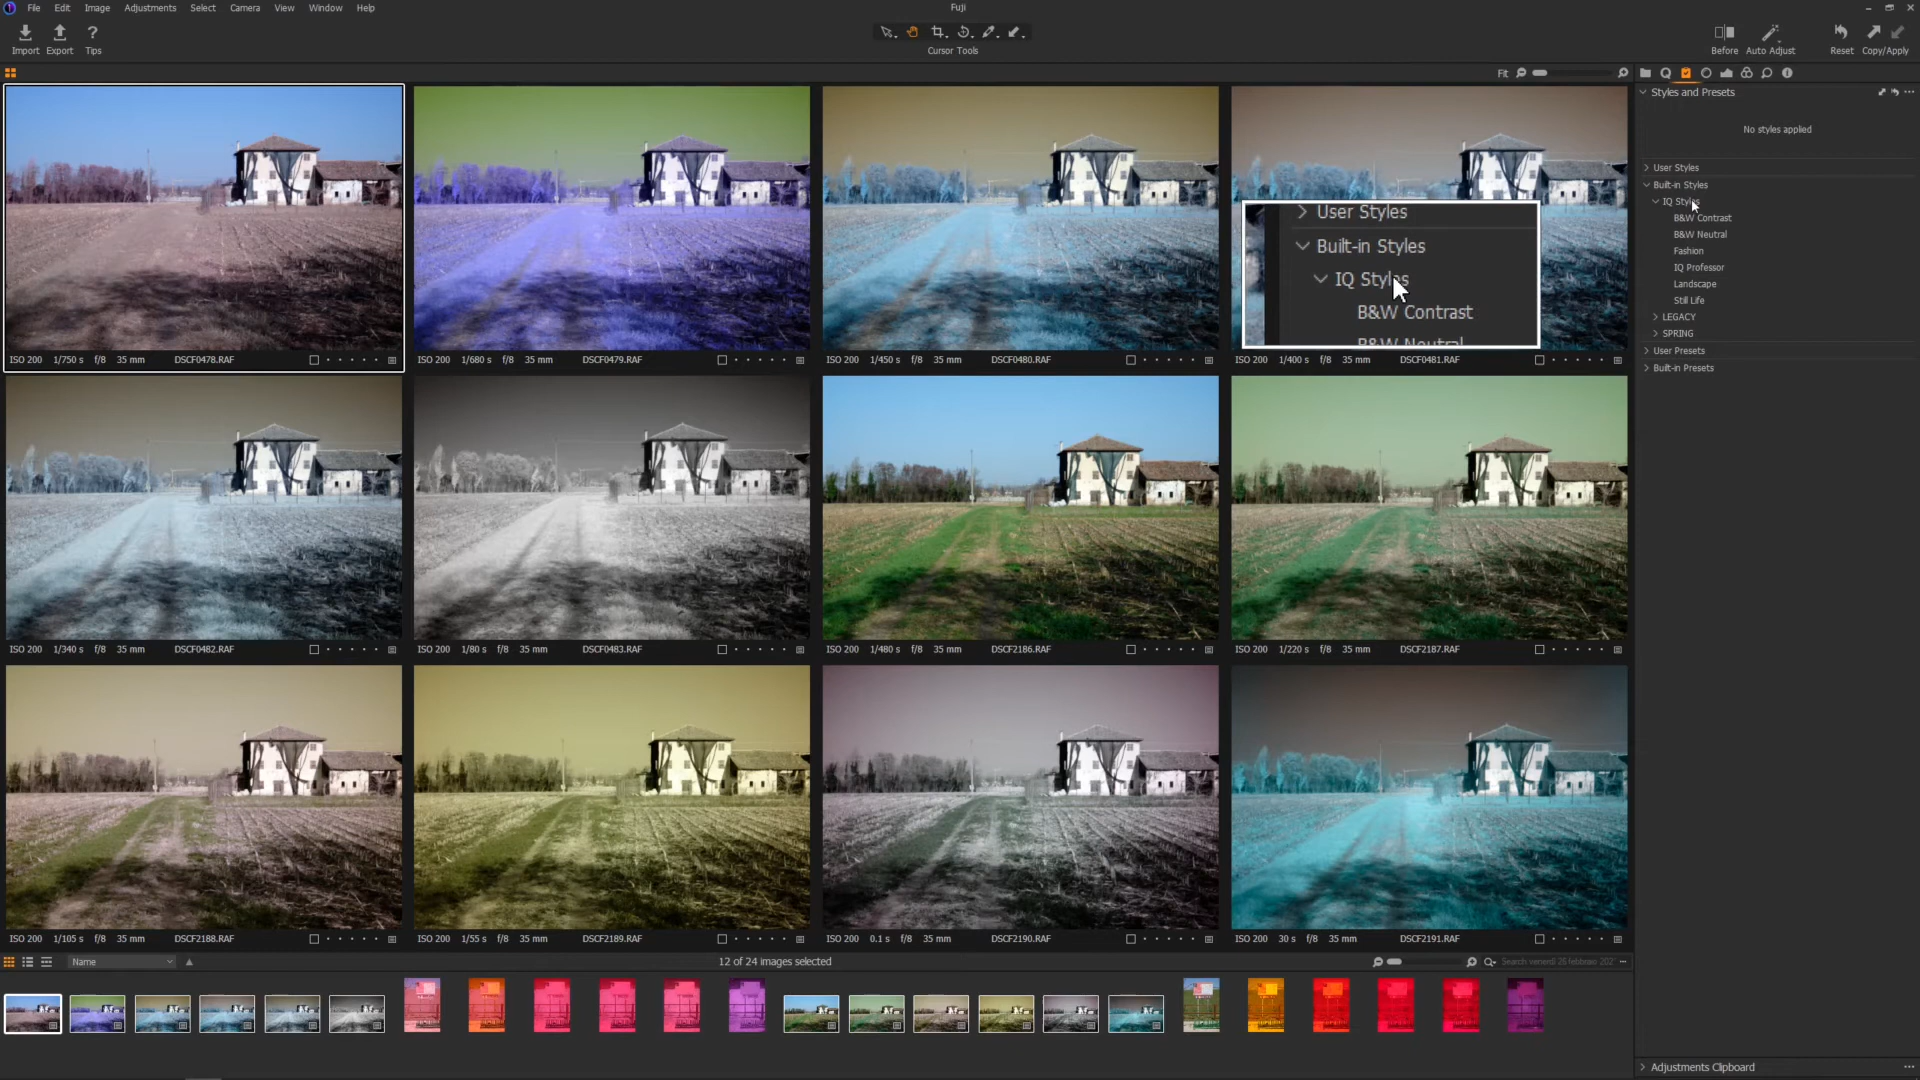 File Edit Image Adjustments Select Camera View Window Help
Fuji
Import Export Tips
Cursor Tools
Before Auto Adjust Reset Copy/Apply
Fit
Styles and Presets
No styles applied
User Styles
Built-in Styles
IQ Styles
B&W Contrast
B&W Neutral
Fashion
IQ Professor
Landscape
Still Life
LEGACY
SPRING
User Presets
Built-in Presets
User Styles
Built-in Styles
IQ Styles
B&W Contrast
B&W Neutral
ISO 200 1/750 s f/8 35 mm DSCF0478.RAF
ISO 200 1/680 s f/8 35 mm DSCF0479.RAF
ISO 200 1/450 s f/8 35 mm DSCF0480.RAF
ISO 200 1/400 s f/8 35 mm DSCF0481.RAF
ISO 200 1/340 s f/8 35 mm DSCF0482.RAF
ISO 200 1/80 s f/8 35 mm DSCF0483.RAF
ISO 200 1/480 s f/8 35 mm DSCF2186.RAF
ISO 200 1/220 s f/8 35 mm DSCF2187.RAF
ISO 200 1/105 s f/8 35 mm DSCF2188.RAF
ISO 200 1/55 s f/8 35 mm DSCF2189.RAF
ISO 200 0.1 s f/8 35 mm DSCF2190.RAF
ISO 200 30 s f/8 35 mm DSCF2191.RAF
Name
12 of 24 images selected
Search venerdì 26 febbraio 202
Adjustments Clipboard